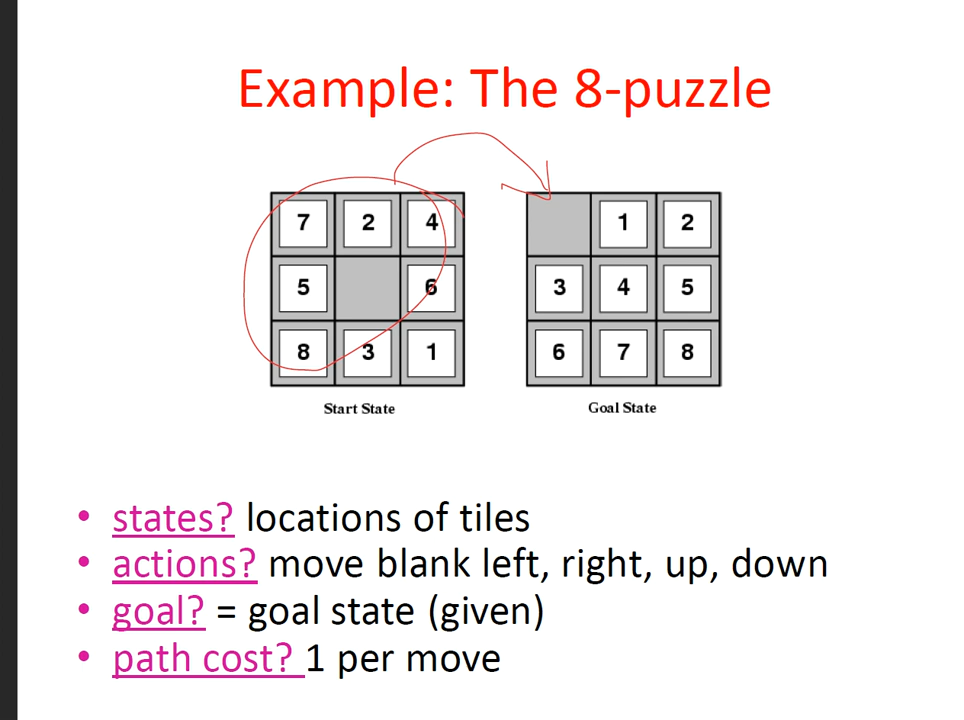 Example: The 8-puzzle
7 2 4
5 6
8 3 1
Start State
1 2
3 4 5
6 7 8
Goal State
• states? locations of tiles
• actions? move blank left, right, up, down
• goal? = goal state (given)
• path cost? 1 per move